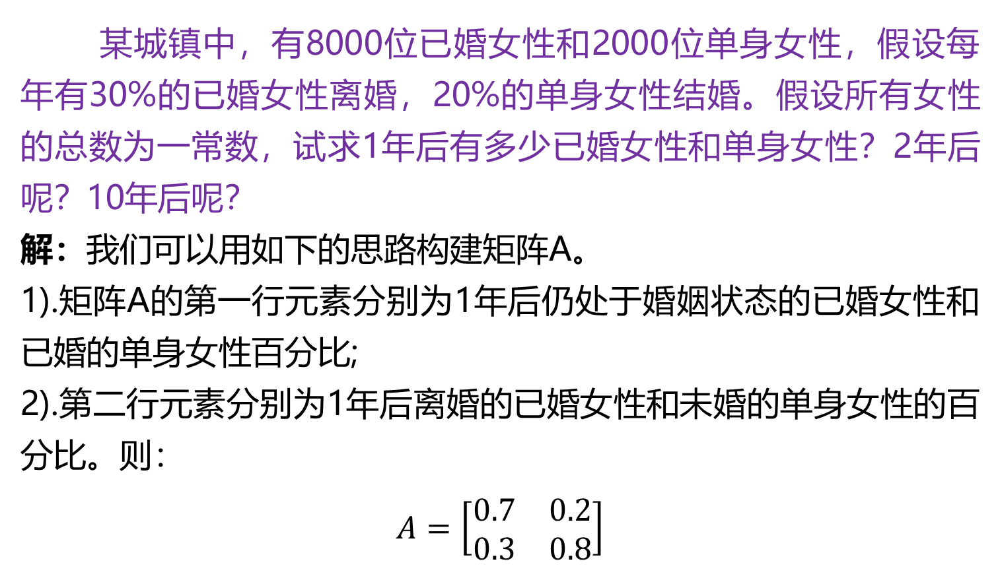 某城镇中，有8000位已婚女性和2000位单身女性，假设每
年有30%的已婚女性离婚，20%的单身女性结婚。假设所有女性
的总数为一常数，试求1年后有多少已婚女性和单身女性？2年后
呢？10年后呢？
解：我们可以用如下的思路构建矩阵A。
1).矩阵A的第一行元素分别为1年后仍处于婚姻状态的已婚女性和
已婚的单身女性百分比;
2).第二行元素分别为1年后离婚的已婚女性和未婚的单身女性的百
分比。则：
A = [0.7 0.2
0.3 0.8]